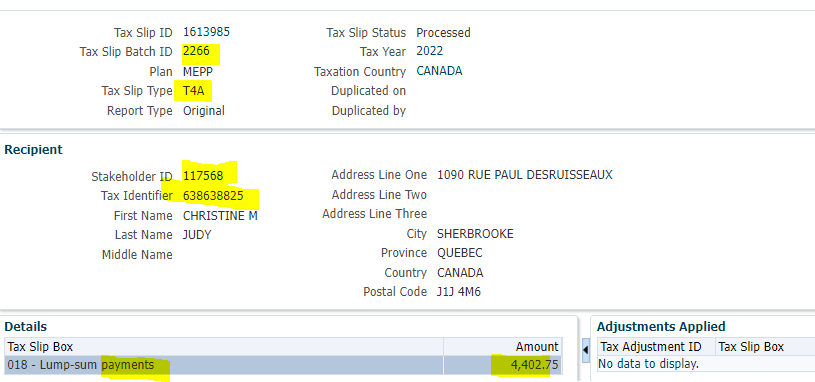 Tax Slip ID 1613985 Tax Slip Status Processed
Tax Slip Batch ID 2266 Tax Year 2022
Plan MEPP Taxation Country CANADA
Tax Slip Type T4A Duplicated on
Report Type Original Duplicated by
Recipient
Stakeholder ID 117568 Address Line One 1090 RUE PAUL DESRUISSEAUX
Tax Identifier 638638825 Address Line Two
First Name CHRISTINE M Address Line Three
Last Name JUDY City SHERBROOKE
Middle Name Province QUEBEC
Country CANADA
Postal Code J1J 4M6
Details Adjustments Applied
Tax Slip Box Amount Tax Adjustment ID Tax Slip Box
018 - Lump-sum payments 4,402.75 No data to display.